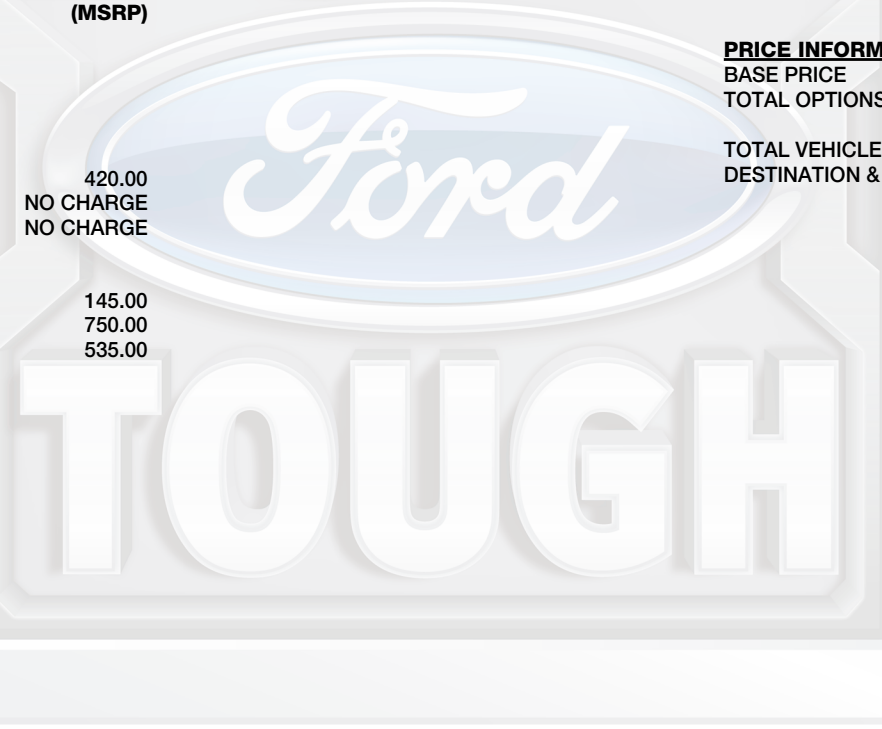 (MSRP)
420.00
NO CHARGE
NO CHARGE
145.00
750.00
535.00
PRICE INFORM
BASE PRICE
TOTAL OPTIONS
TOTAL VEHICLE
DESTINATION &
Ford
TOUGH